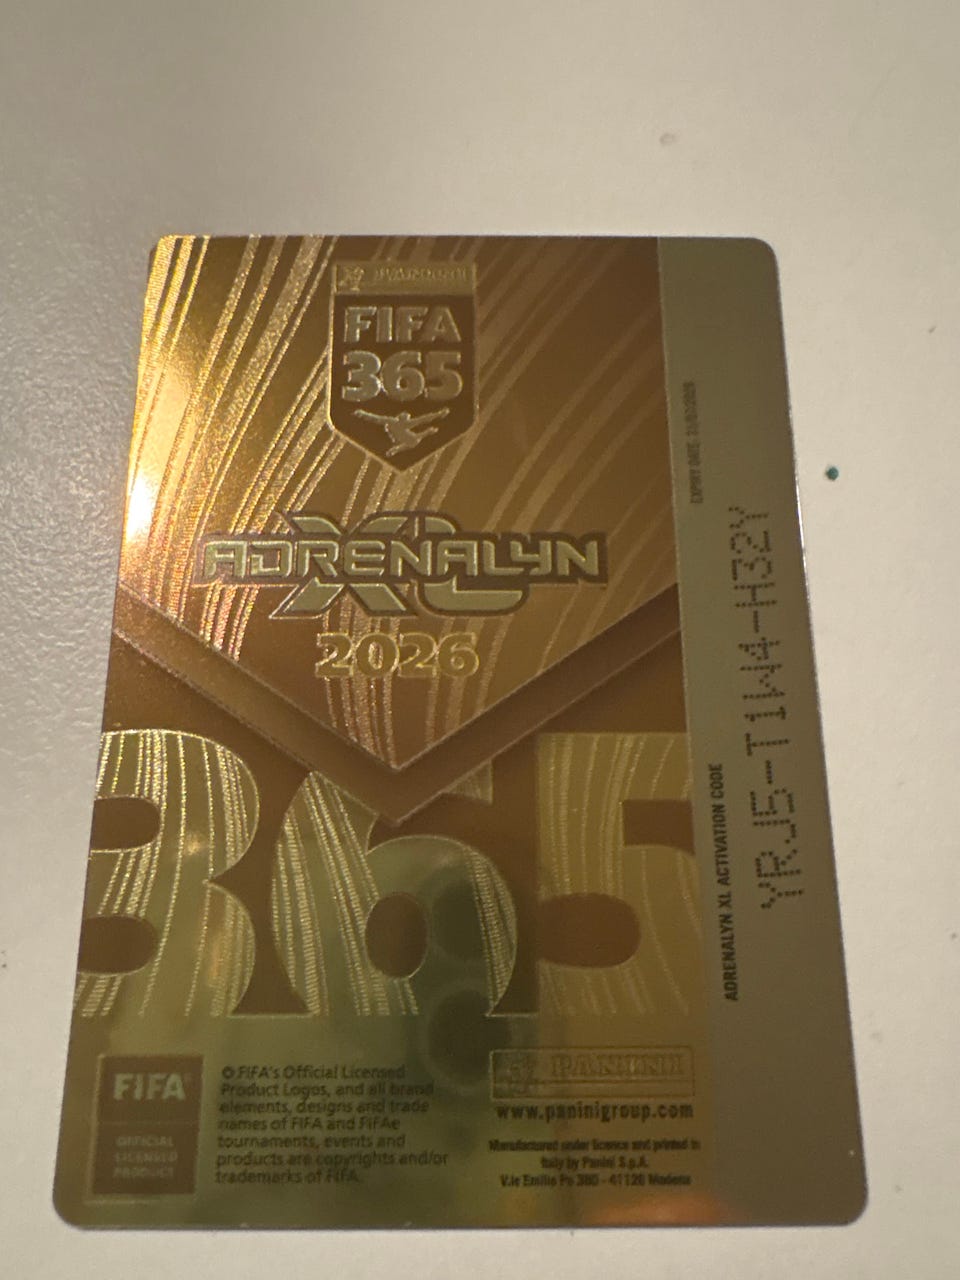 PANINI
FIFA
365
ADRENALYN
XL
2026
365
FIFA
OFFICIAL
LICENSED
PRODUCT
© FIFA's Official Licensed
Product Logos, and all brand
elements, designs and trade
names of FIFA and FIFAe
tournaments, events and
products are copyrights and/or
trademarks of FIFA.
PANINI
www.paninigroup.com
Manufactured under licence and printed in
Italy by Panini S.p.A.
V.le Emilio Po 380 - 41126 Modena
ADRENALYN XL ACTIVATION CODE
YRJ5-T1W4-H32Y
EXPIRY DATE: